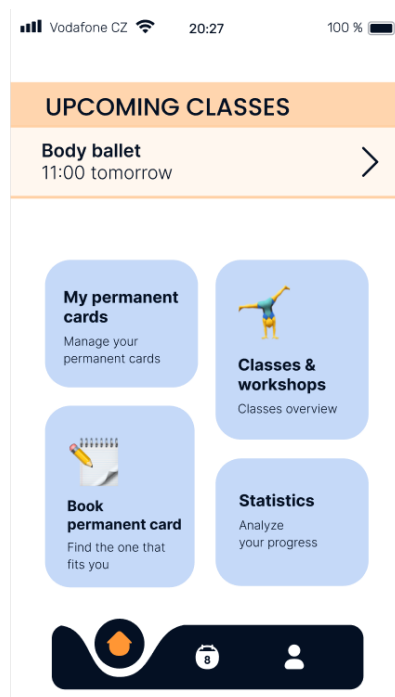 Vodafone CZ 20:27 100 %
UPCOMING CLASSES
Body ballet
11:00 tomorrow
My permanent
cards
Manage your
permanent cards
Classes &
workshops
Classes overview
Book
permanent card
Find the one that
fits you
Statistics
Analyze
your progress
8